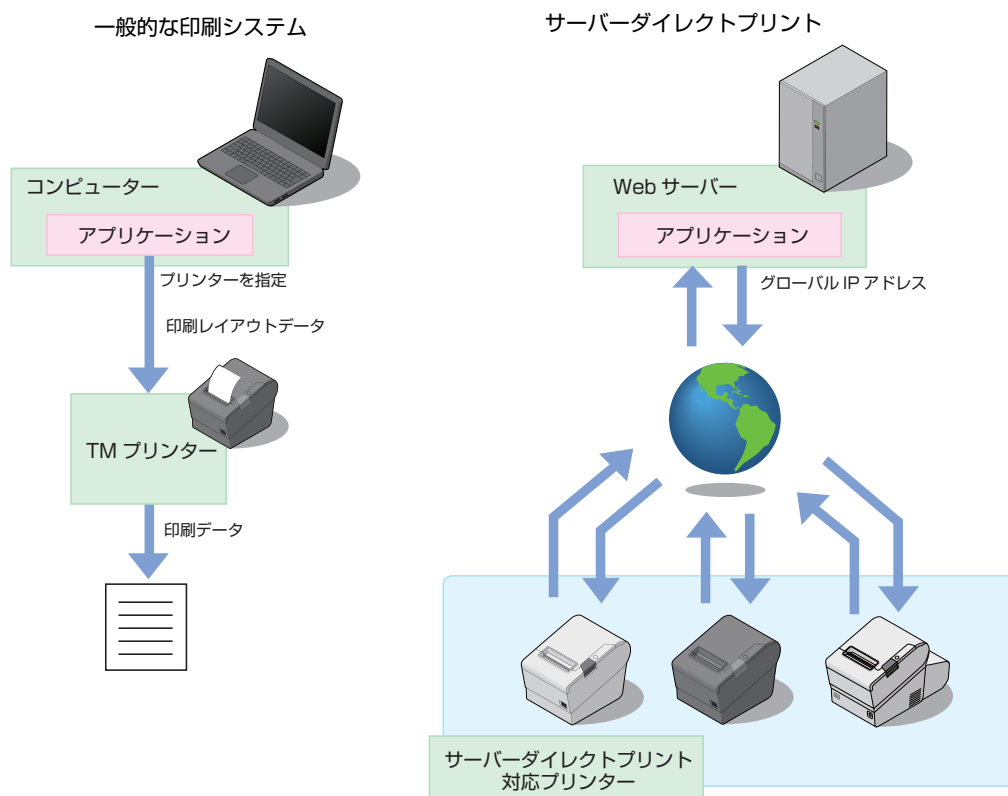 一般的な印刷システム
コンピューター
アプリケーション
プリンターを指定
印刷レイアウトデータ
TM プリンター
印刷データ
サーバーダイレクトプリント
Web サーバー
アプリケーション
グローバル IP アドレス
サーバーダイレクトプリント
対応プリンター